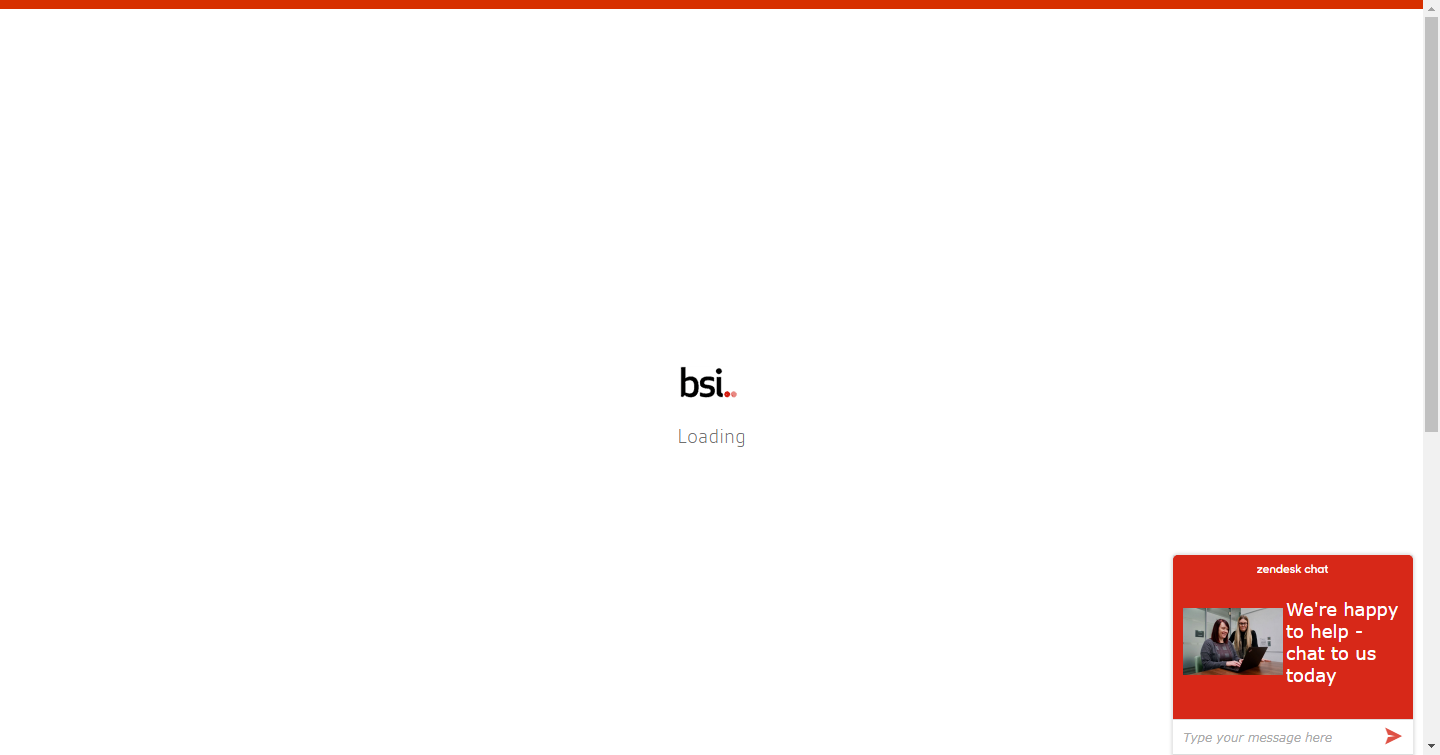 bsi..
Loading
zendesk chat
We're happy
to help -
chat to us
today
Type your message here